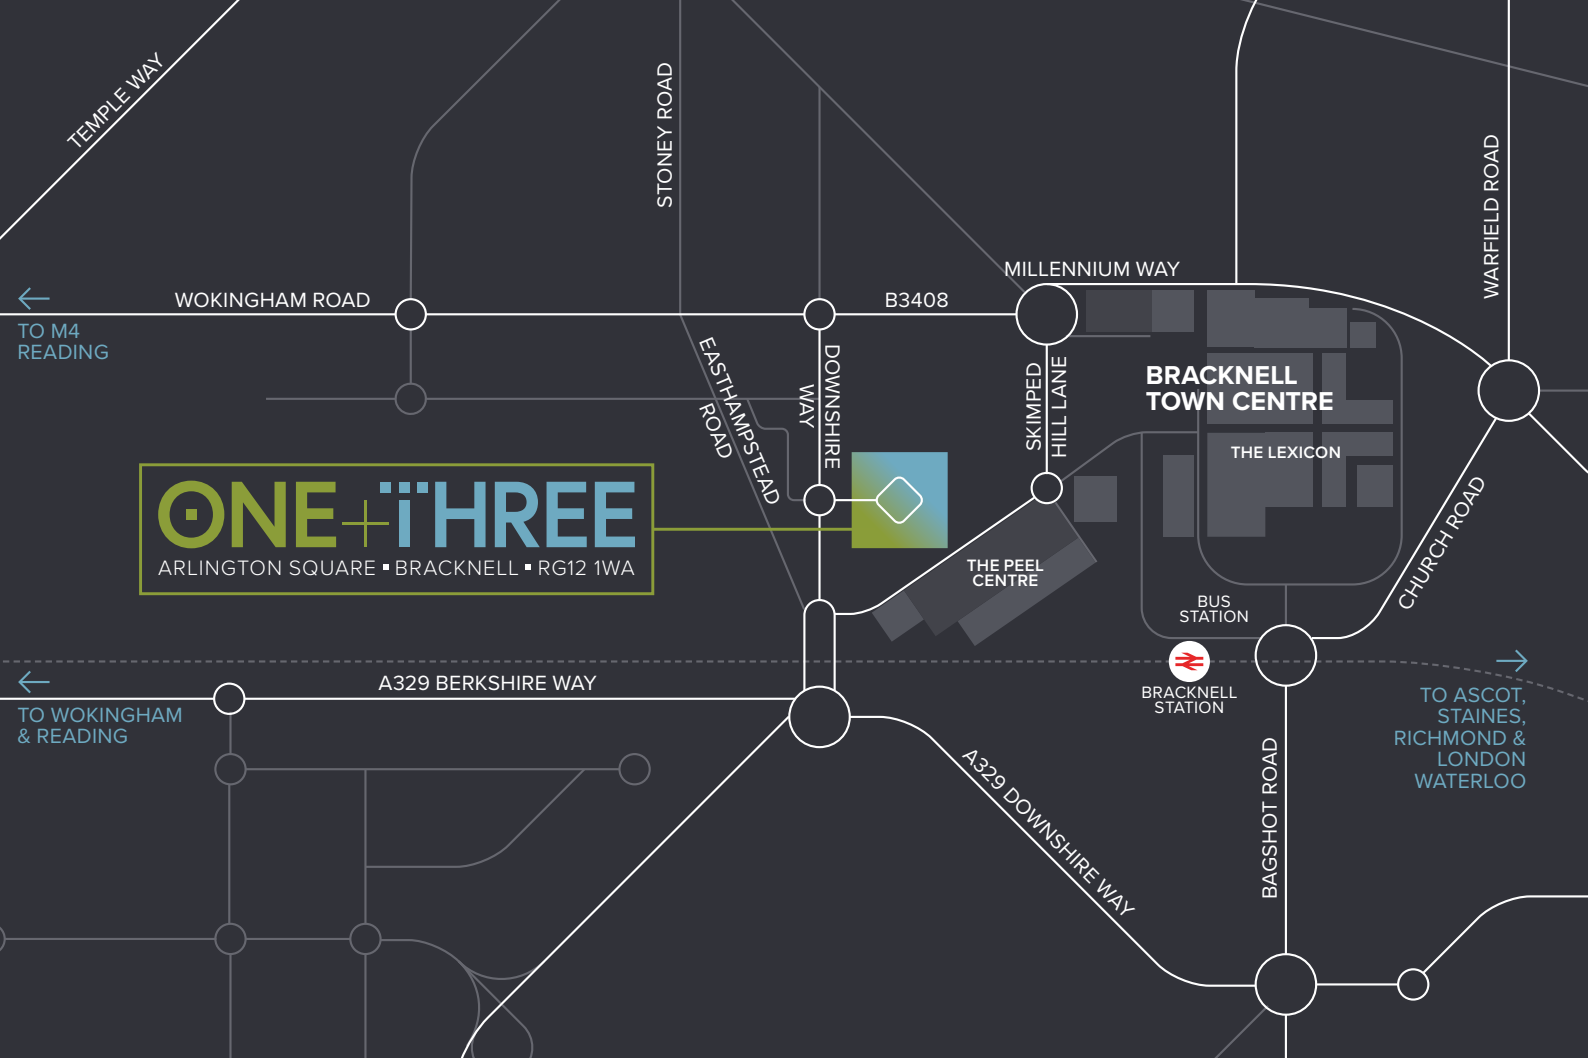 TEMPLE WAY
STONEY ROAD
WARFIELD ROAD
MILLENNIUM WAY
WOKINGHAM ROAD
B3408
TO M4
READING
EASTHAMPSTEAD
ROAD
DOWNSHIRE
WAY
SKIMPED
HILL LANE
BRACKNELL
TOWN CENTRE
THE LEXICON
ONE+THREE
ARLINGTON SQUARE ▪ BRACKNELL ▪ RG12 1WA
THE PEEL
CENTRE
CHURCH ROAD
BUS
STATION
A329 BERKSHIRE WAY
BRACKNELL
STATION
TO WOKINGHAM
& READING
TO ASCOT,
STAINES,
RICHMOND &
LONDON
WATERLOO
A329 DOWNSHIRE WAY
BAGSHOT ROAD